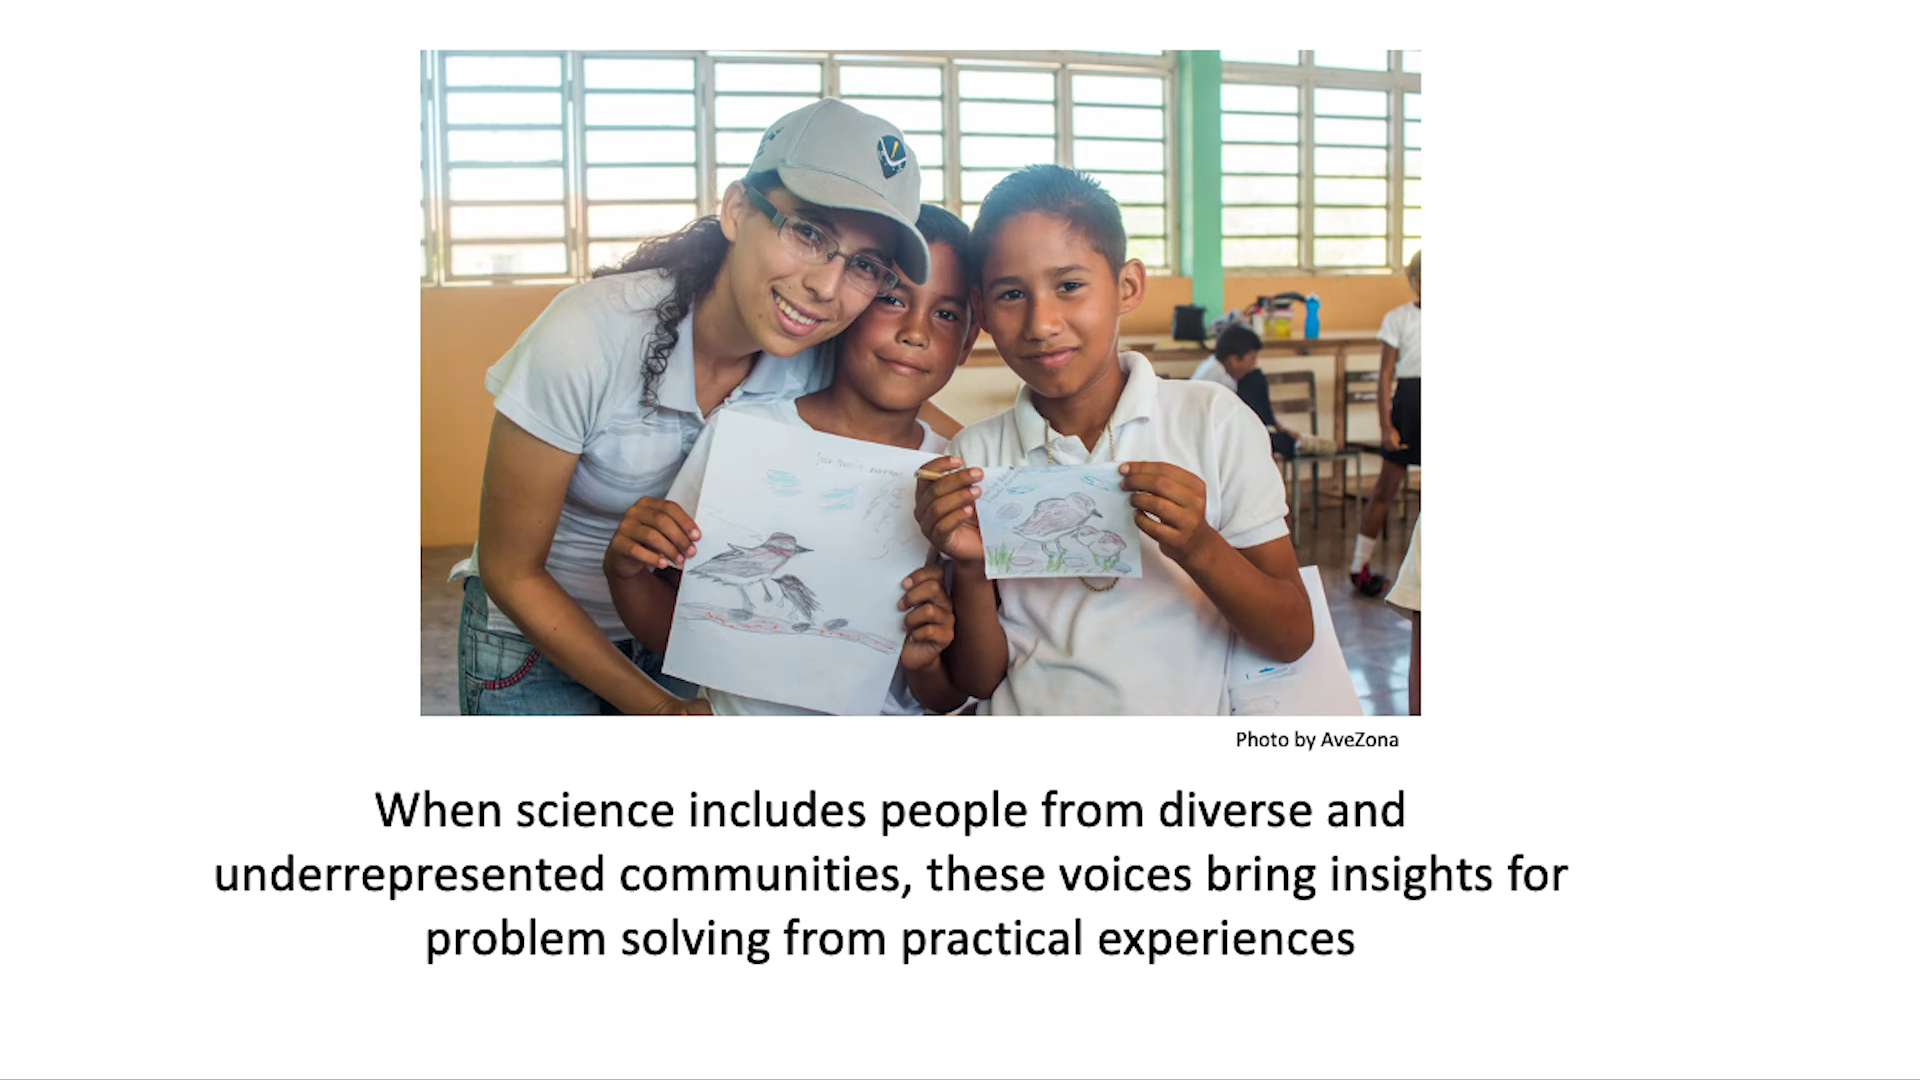 Photo by AveZona
When science includes people from diverse and
underrepresented communities, these voices bring insights for
problem solving from practical experiences